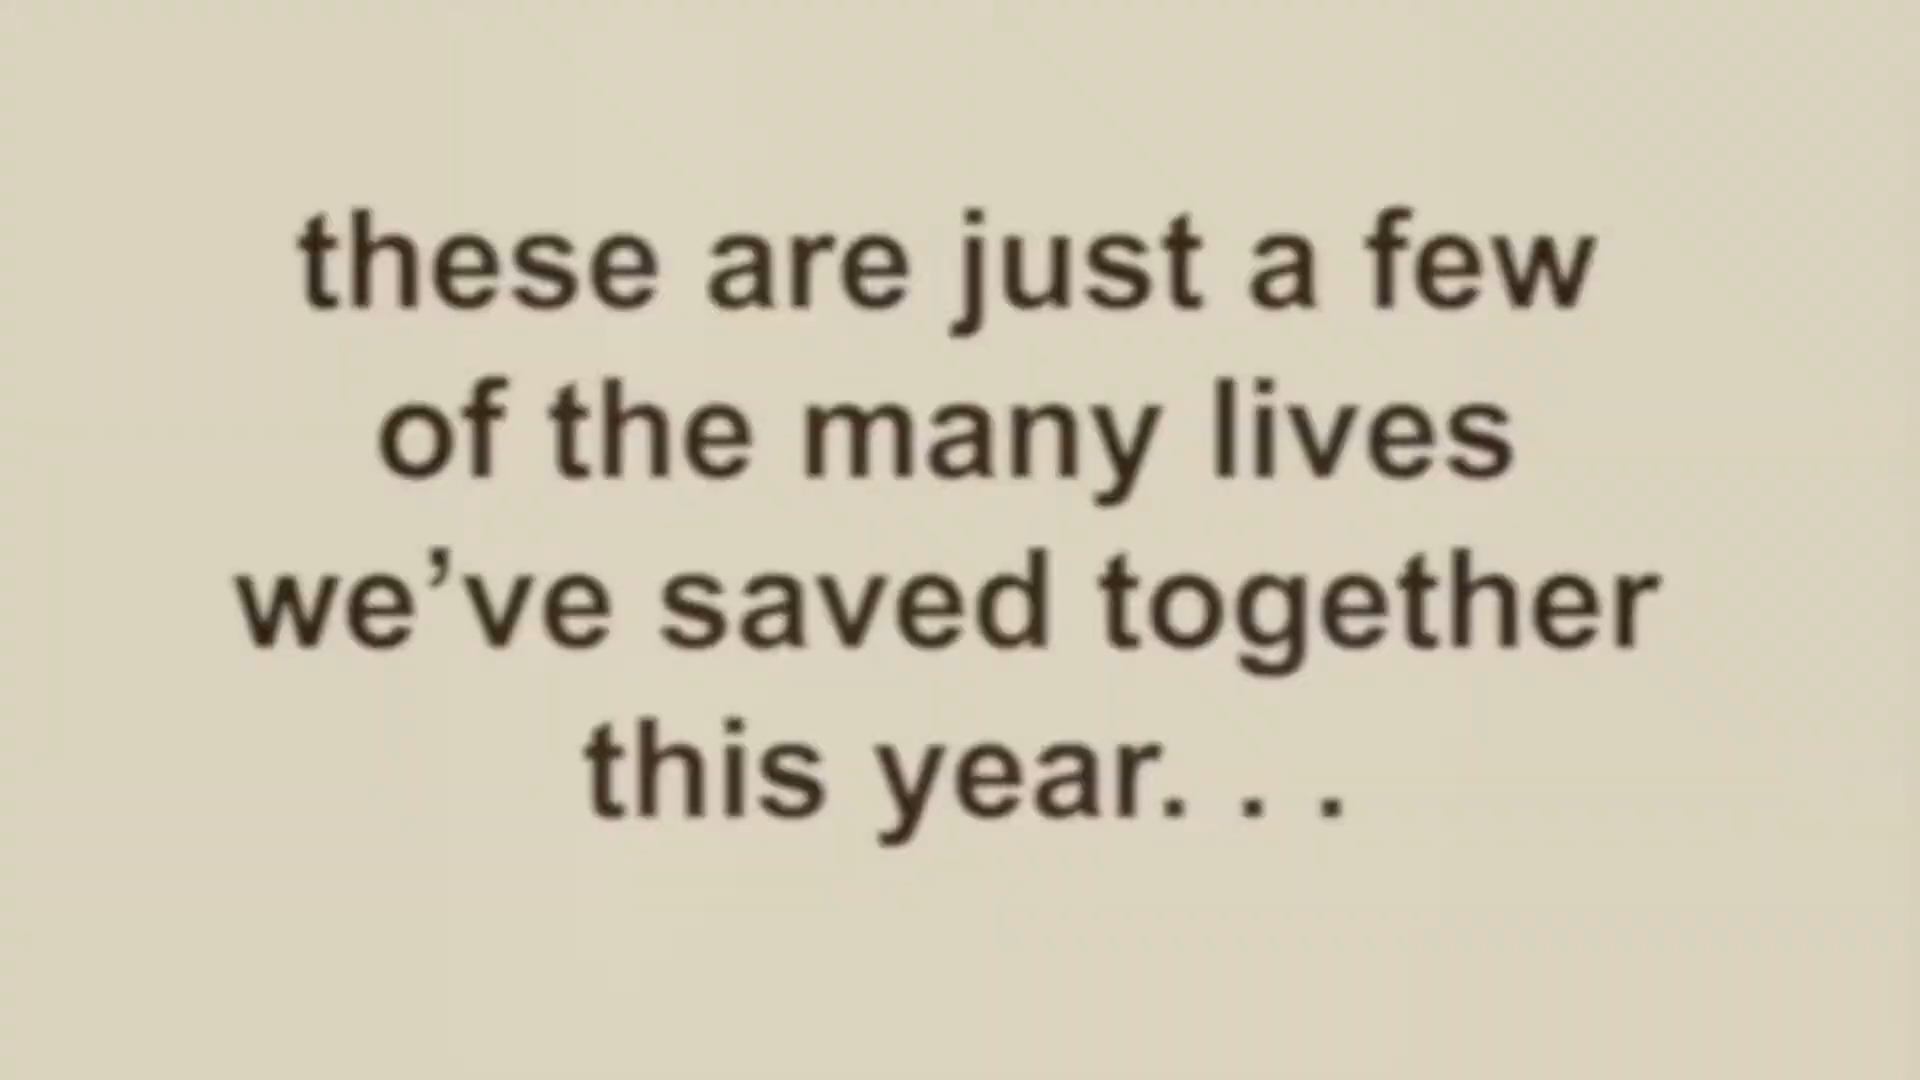 these are just a few
of the many lives
we’ve saved together
this year. . .